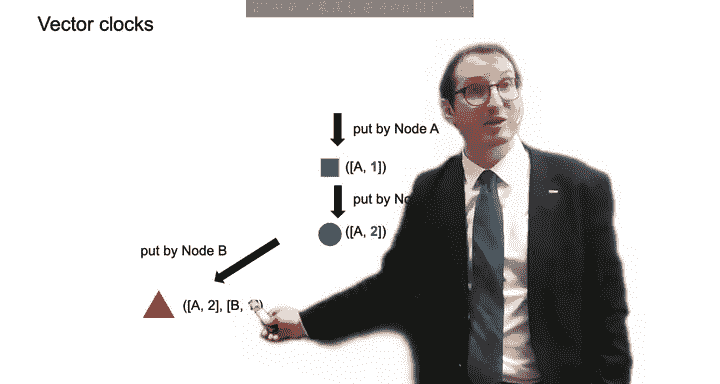 Vector clocks
put by Node A
([A, 1])
put by
([A, 2])
put by Node B
([A, 2], [B,